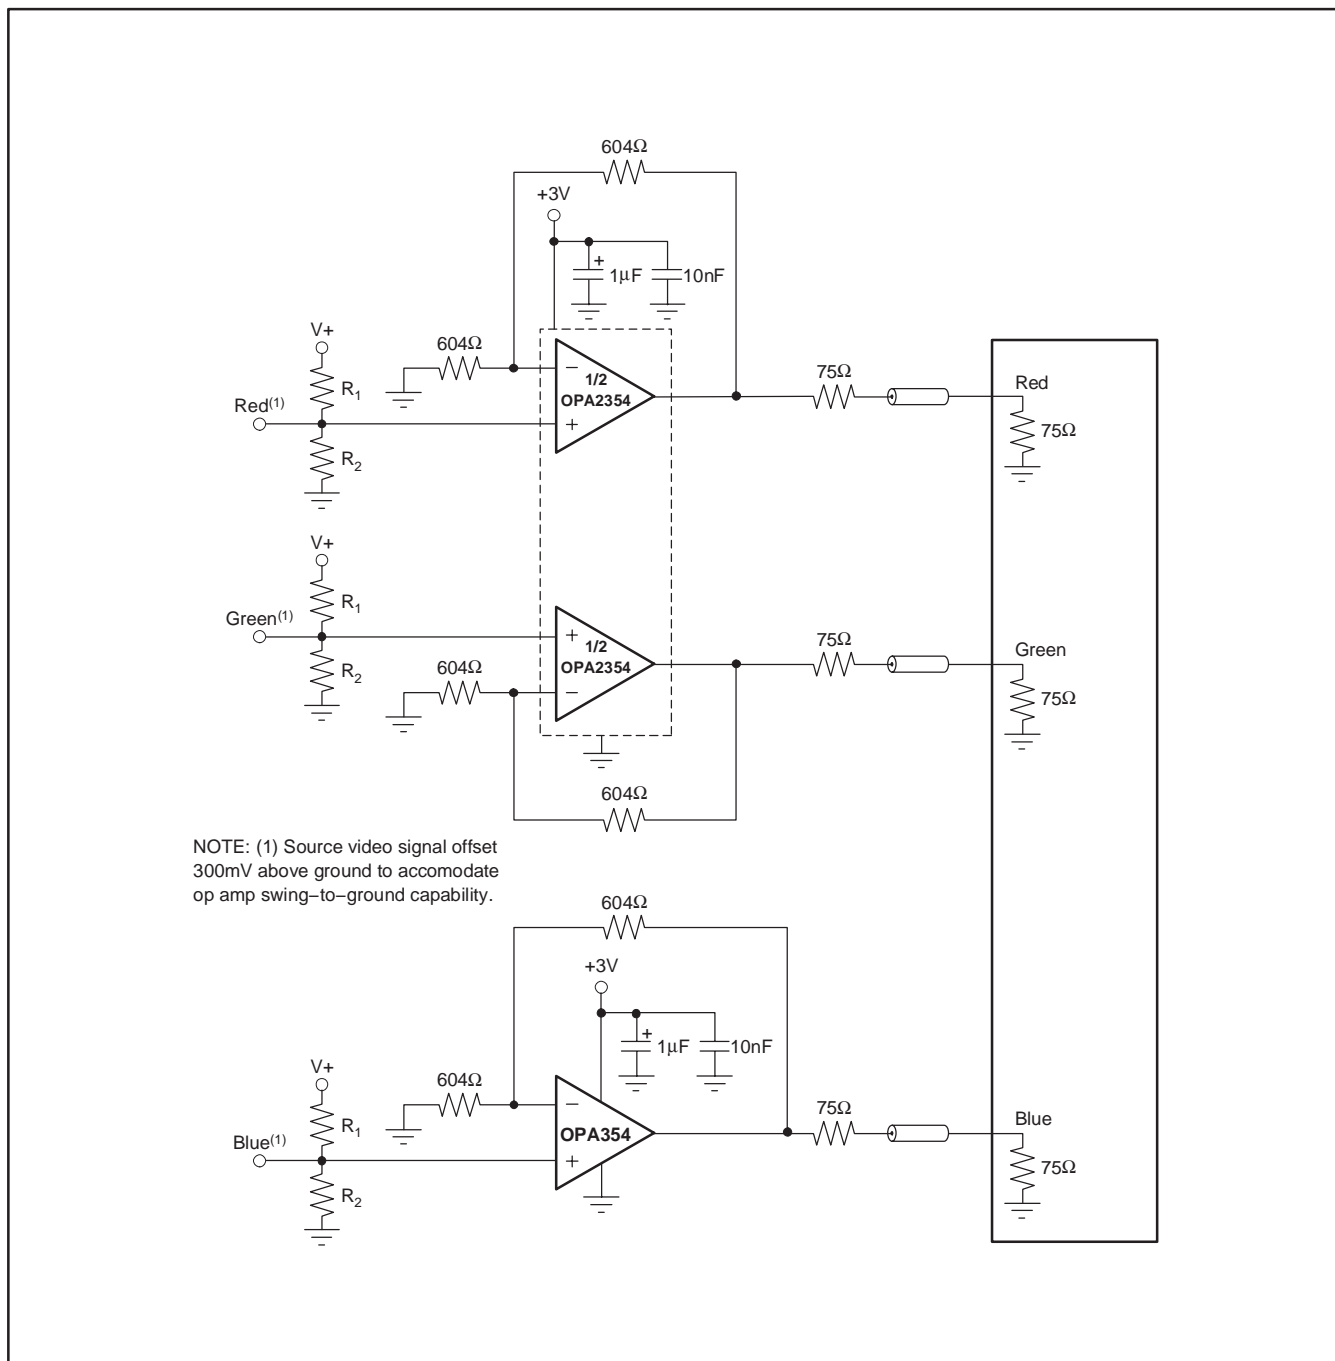 604Ω
+3V
+
1μF
10nF
V+
604Ω
R1
Red(1)
R2
−
1/2
OPA2354
+
75Ω
Red
75Ω
V+
R1
Green(1)
R2
+
1/2
OPA2354
−
604Ω
75Ω
Green
75Ω
604Ω
NOTE: (1) Source video signal offset
300mV above ground to accomodate
op amp swing−to−ground capability.
604Ω
+3V
+
1μF
10nF
V+
604Ω
R1
Blue(1)
R2
−
OPA354
+
75Ω
Blue
75Ω